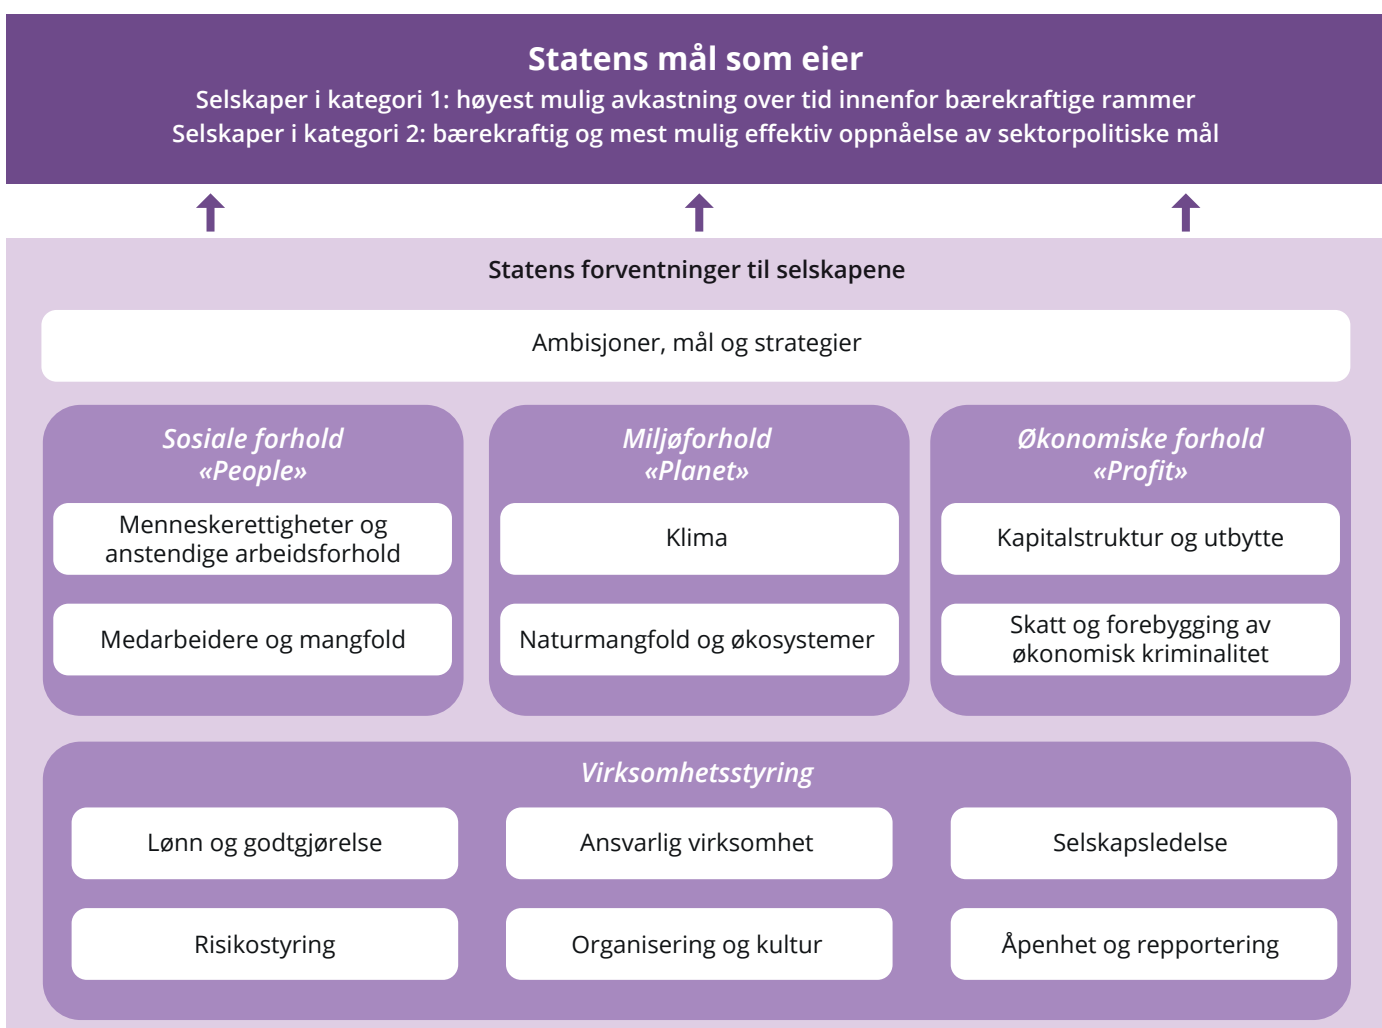 Statens mål som eier
Selskaper i kategori 1: høyest mulig avkastning over tid innenfor bærekraftige rammer
Selskaper i kategori 2: bærekraftig og mest mulig effektiv oppnåelse av sektorpolitiske mål
Statens forventninger til selskapene
Ambisjoner, mål og strategier
Sosiale forhold
«People»
Menneskerettigheter og
anstendige arbeidsforhold
Medarbeidere og mangfold
Miljøforhold
«Planet»
Klima
Naturmangfold og økosystemer
Økonomiske forhold
«Profit»
Kapitalstruktur og utbytte
Skatt og forebygging av
økonomisk kriminalitet
Virksomhetsstyring
Lønn og godtgjørelse
Ansvarlig virksomhet
Selskapsledelse
Risikostyring
Organisering og kultur
Åpenhet og repportering